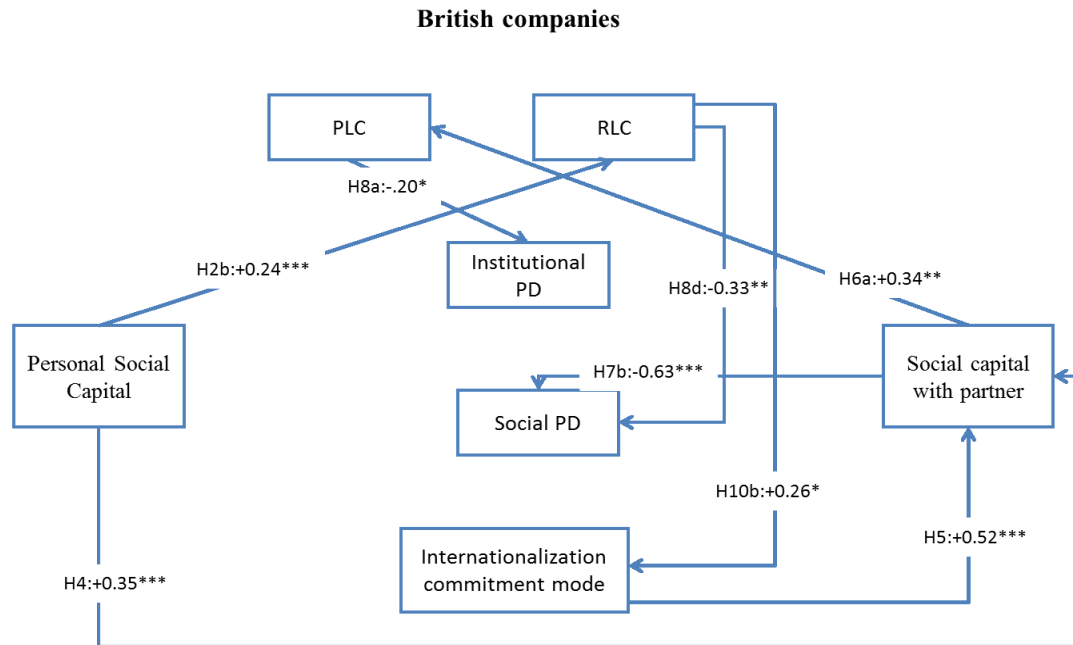 British companies
PLC
RLC
H8a:-.20*
Institutional
PD
H2b:+0.24***
H8d:-0.33**
H6a:+0.34**
Personal Social
Capital
H7b:-0.63***
Social capital
with partner
Social PD
H10b:+0.26*
Internationalization
commitment mode
H5:+0.52***
H4:+0.35***